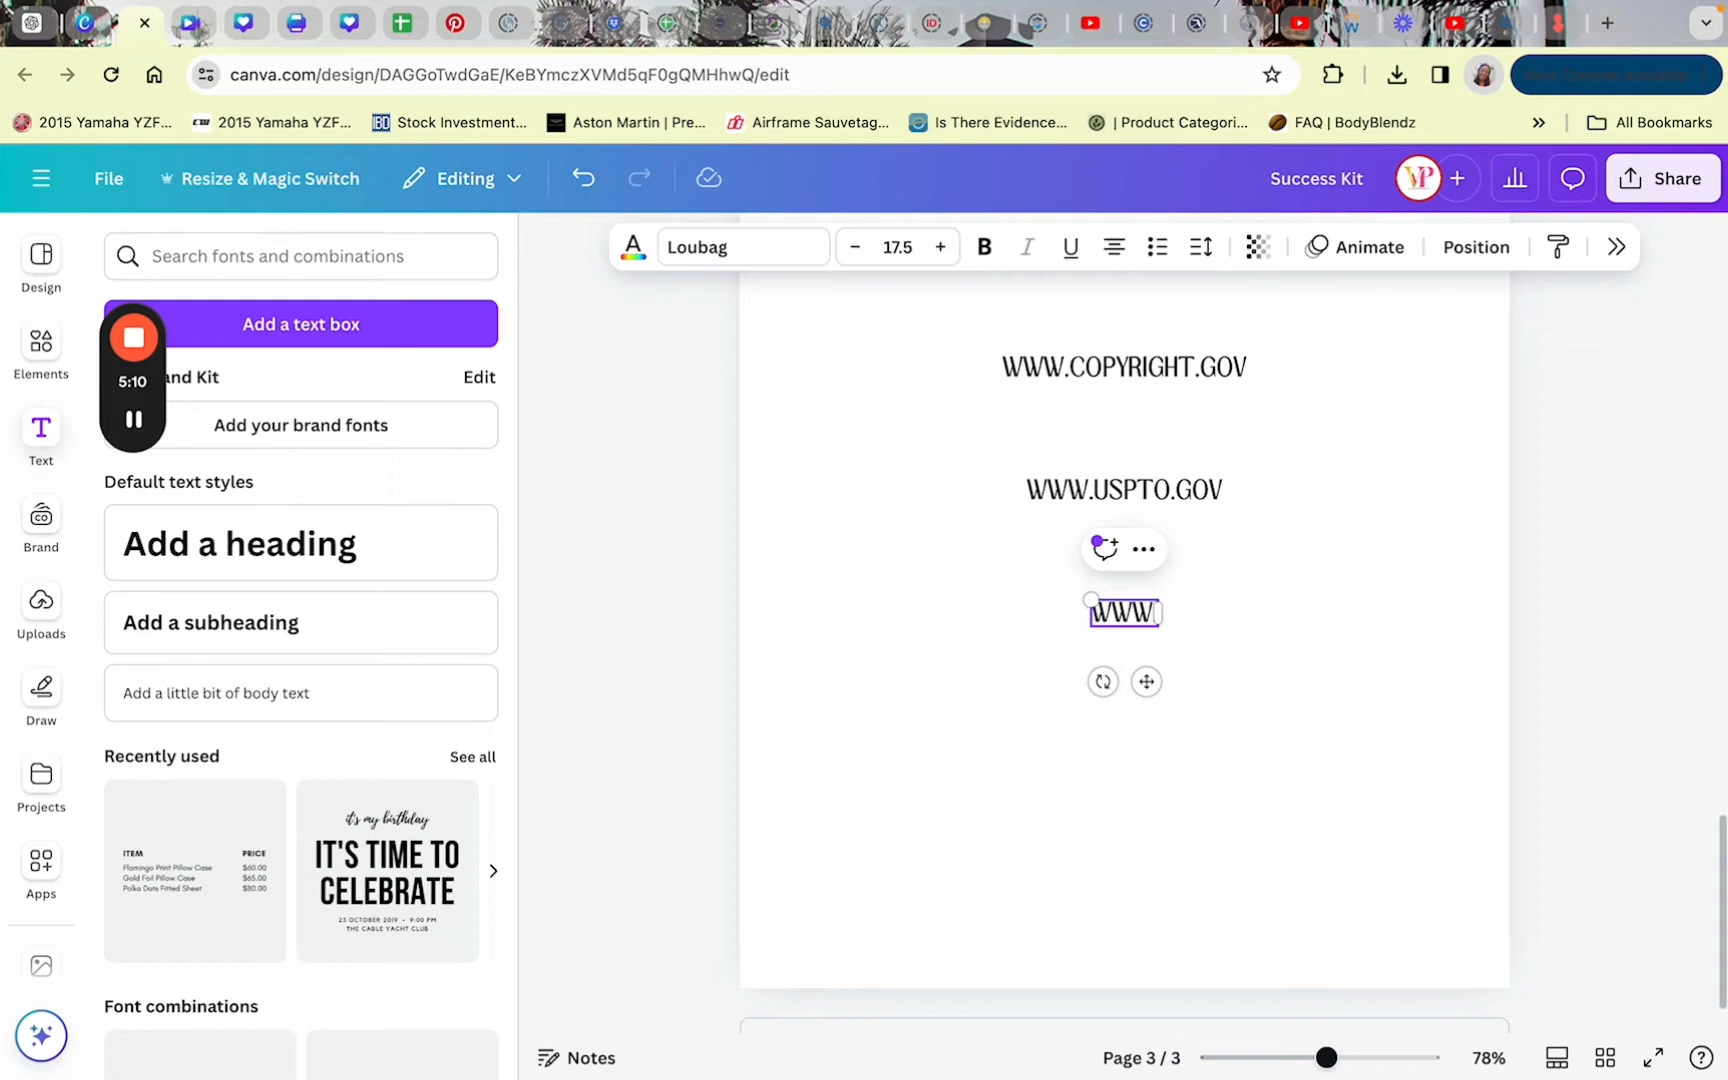 canva.com/design/DAGGoTwdGaE/KeBYmczXVMd5qF0gQMHhwQ/edit
2015 Yamaha YZF...
2015 Yamaha YZF...
Stock Investment...
Aston Martin | Pre...
Airframe Sauvetag...
Is There Evidence...
| Product Categori...
FAQ | BodyBlendz
»
All Bookmarks
File
Resize & Magic Switch
Editing
Success Kit
VP
Share
Loubag
17.5
Animate
Position
Search fonts and combinations
Add a text box
and Kit
Edit
5:10
Add your brand fonts
Default text styles
Add a heading
Add a subheading
Add a little bit of body text
Recently used
See all
ITEM PRICE
Flamingo Print Pillow Case $60.00
Gold Foil Pillow Case $65.00
Polka Dots Fitted Sheet $80.00
it's my birthday
IT'S TIME TO
CELEBRATE
23 OCTOBER 2019 • 9:00 PM
THE CABLE YACHT CLUB
Font combinations
Design
Elements
Text
Brand
Uploads
Draw
Projects
Apps
WWW.COPYRIGHT.GOV
WWW.USPTO.GOV
WWW.
Notes
Page 3 / 3
78%